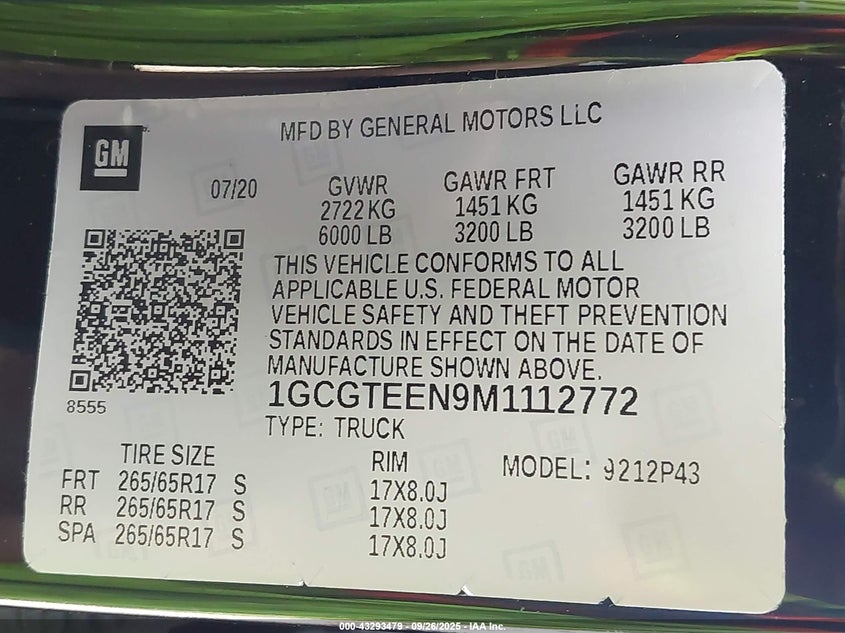 MFD BY GENERAL MOTORS LLC
GM
07/20
GVWR GAWR FRT GAWR RR
2722 KG 1451 KG 1451 KG
6000 LB 3200 LB 3200 LB
THIS VEHICLE CONFORMS TO ALL
APPLICABLE U.S. FEDERAL MOTOR
VEHICLE SAFETY AND THEFT PREVENTION
STANDARDS IN EFFECT ON THE DATE OF
MANUFACTURE SHOWN ABOVE.
1GCGTEEN9M1112772
8555
TYPE: TRUCK
TIRE SIZE RIM MODEL: 9212P43
FRT 265/65R17 S 17X8.0J
RR 265/65R17 S 17X8.0J
SPA 265/65R17 S 17X8.0J
000-43293479 - 09/26/2025 - IAA Inc.